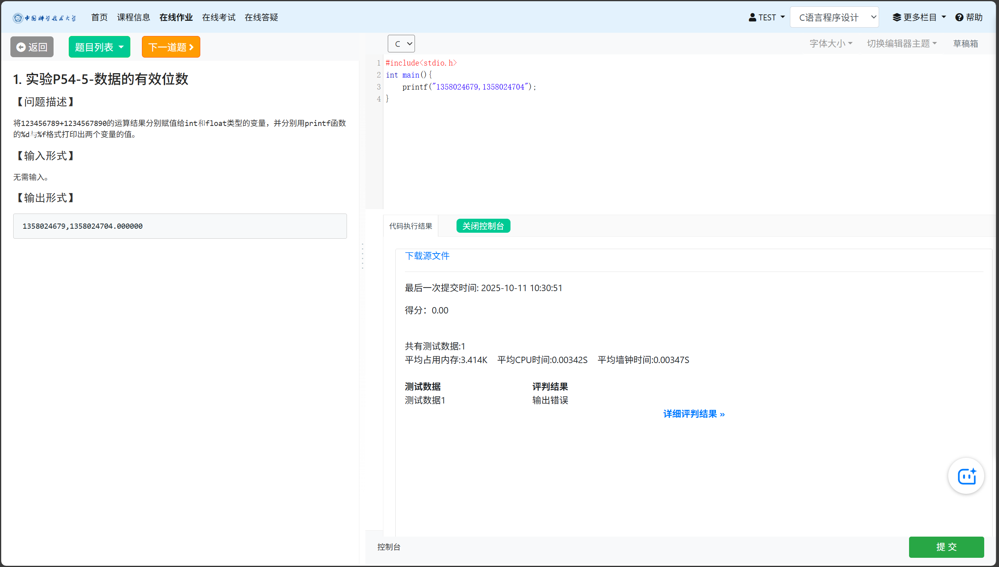 中国科学技术大学 首页 课程信息 在线作业 在线考试 在线答疑 TEST C语言程序设计 更多栏目 帮助
返回 题目列表 下一道题
1. 实验P54-5-数据的有效位数
【问题描述】
将123456789+1234567890的运算结果分别赋值给int和float类型的变量，并分别用printf函数
的%d与%f格式打印出两个变量的值。
【输入形式】
无需输入。
【输出形式】
1358024679,1358024704.000000
C 字体大小 切换编辑器主题 草稿箱
1 #include<stdio.h>
2 int main(){
3     printf("1358024679,1358024704");
4 }
代码执行结果 关闭控制台
下载源文件
最后一次提交时间: 2025-10-11 10:30:51
得分：0.00
共有测试数据:1
平均占用内存:3.414K 平均CPU时间:0.00342S 平均墙钟时间:0.00347S
测试数据 评判结果
测试数据1 输出错误
详细评判结果 »
控制台 提 交